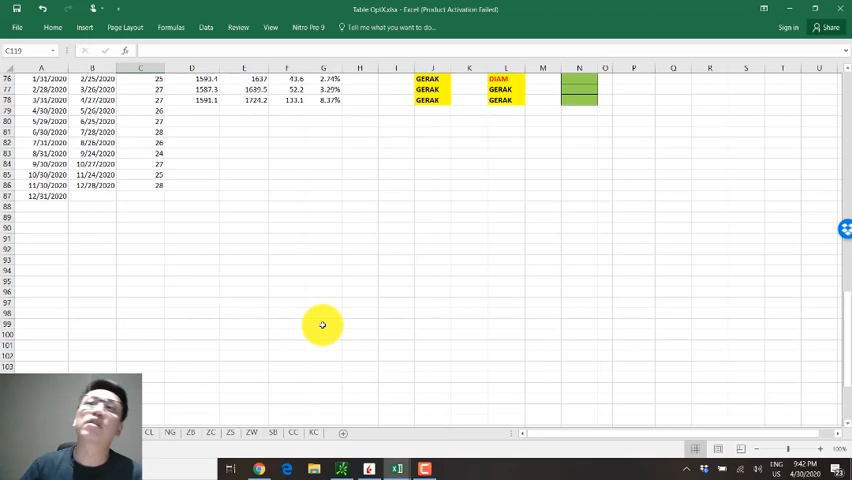 Table OptX.xlsx - Excel (Product Activation Failed)
File Home Insert Page Layout Formulas Data Review View Nitro Pro 9 Tell me what you want to do... Sign in Share
C119 fx
A B C D E F G H I J K L M N O P Q R S T U
76 1/31/2020 2/25/2020 25 1593.4 1637 43.6 2.74% GERAK DIAM
77 2/28/2020 3/26/2020 27 1587.3 1639.5 52.2 3.29% GERAK GERAK
78 3/31/2020 4/27/2020 27 1591.1 1724.2 133.1 8.37% GERAK GERAK
79 4/30/2020 5/26/2020 26
80 5/29/2020 6/25/2020 27
81 6/30/2020 7/28/2020 28
82 7/31/2020 8/26/2020 26
83 8/31/2020 9/24/2020 24
84 9/30/2020 10/27/2020 27
85 10/30/2020 11/24/2020 25
86 11/30/2020 12/28/2020 28
87 12/31/2020
88
89
90
91
92
93
94
95
96
97
98
99
100
101
102
103
CL NG ZB ZC ZS ZW SB CC KC
100%
ENG 9:42 PM
US 4/30/2020 23